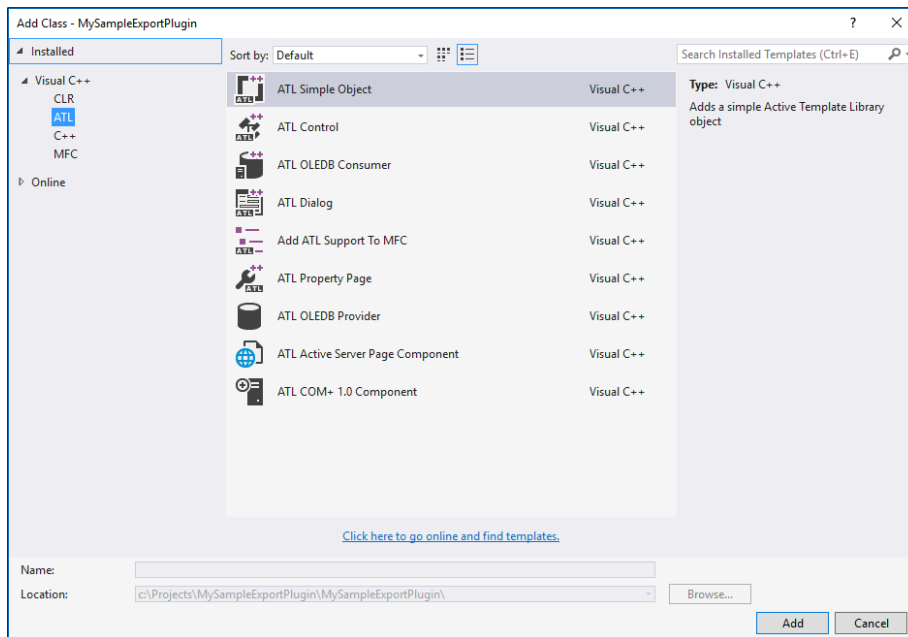 Add Class - MySampleExportPlugin
Installed
Sort by: Default
Search Installed Templates (Ctrl+E)
Visual C++
CLR
ATL
C++
MFC
Online
ATL Simple Object Visual C++
ATL Control Visual C++
ATL OLEDB Consumer Visual C++
ATL Dialog Visual C++
Add ATL Support To MFC Visual C++
ATL Property Page Visual C++
ATL OLEDB Provider Visual C++
ATL Active Server Page Component Visual C++
ATL COM+ 1.0 Component Visual C++
Type: Visual C++
Adds a simple Active Template Library
object
Click here to go online and find templates.
Name:
Location: c:\Projects\MySampleExportPlugin\MySampleExportPlugin\ Browse...
Add Cancel